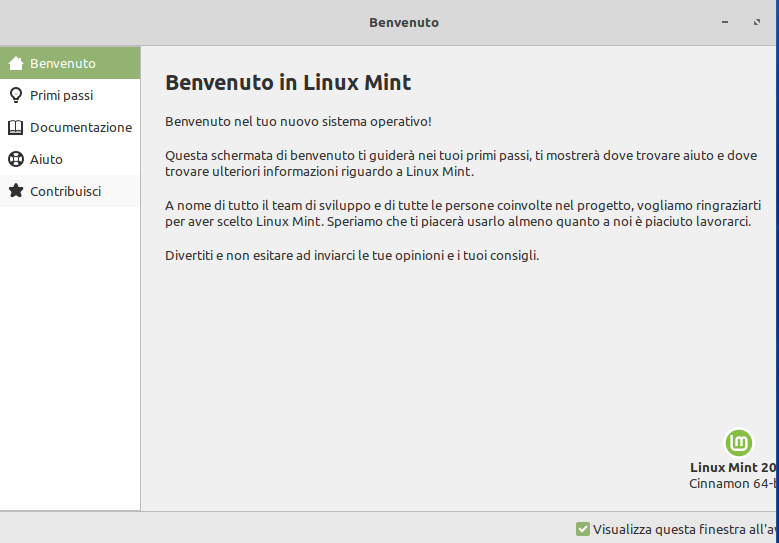 Benvenuto
Benvenuto
Primi passi
Documentazione
Aiuto
Contribuisci
Benvenuto in Linux Mint
Benvenuto nel tuo nuovo sistema operativo!
Questa schermata di benvenuto ti guiderà nei tuoi primi passi, ti mostrerà dove trovare aiuto e dove
trovare ulteriori informazioni riguardo a Linux Mint.
A nome di tutto il team di sviluppo e di tutte le persone coinvolte nel progetto, vogliamo ringraziarti
per aver scelto Linux Mint. Speriamo che ti piacerà usarlo almeno quanto a noi è piaciuto lavorarci.
Divertiti e non esitare ad inviarci le tue opinioni e i tuoi consigli.
Linux Mint 20
Cinnamon 64-
Visualizza questa finestra